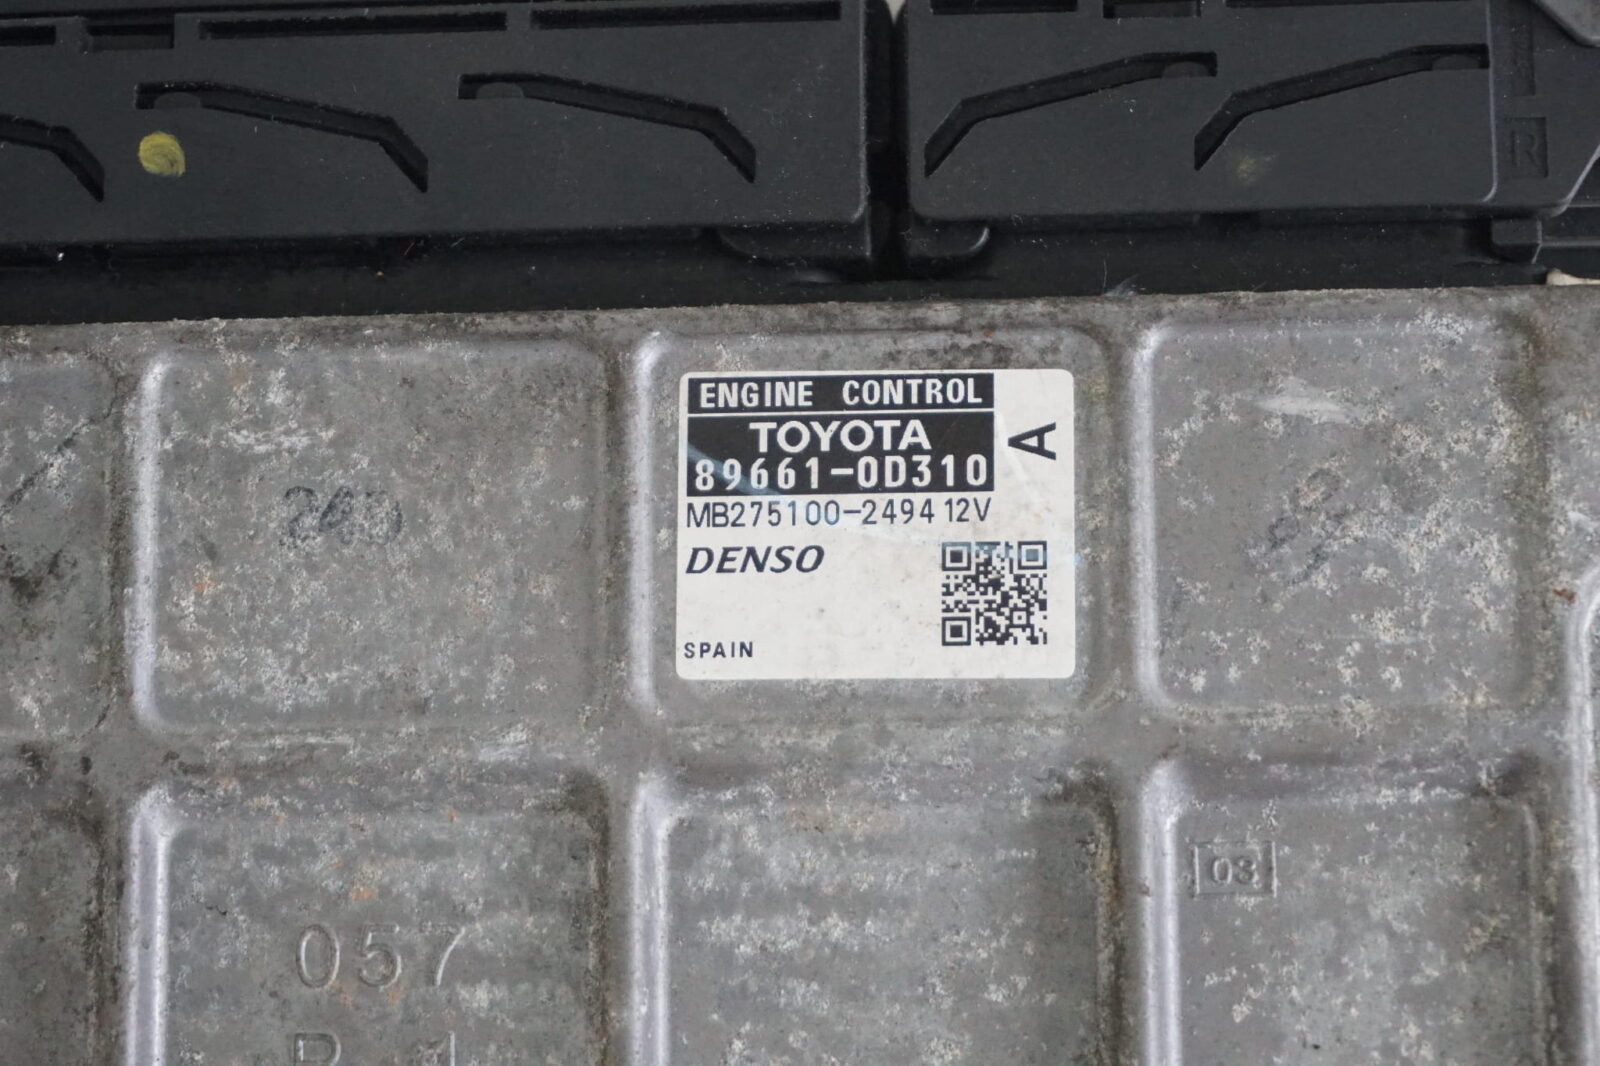 R
ENGINE CONTROL
TOYOTA
89661-0D310
A
MB275100-2494 12V
DENSO
SPAIN
03
057